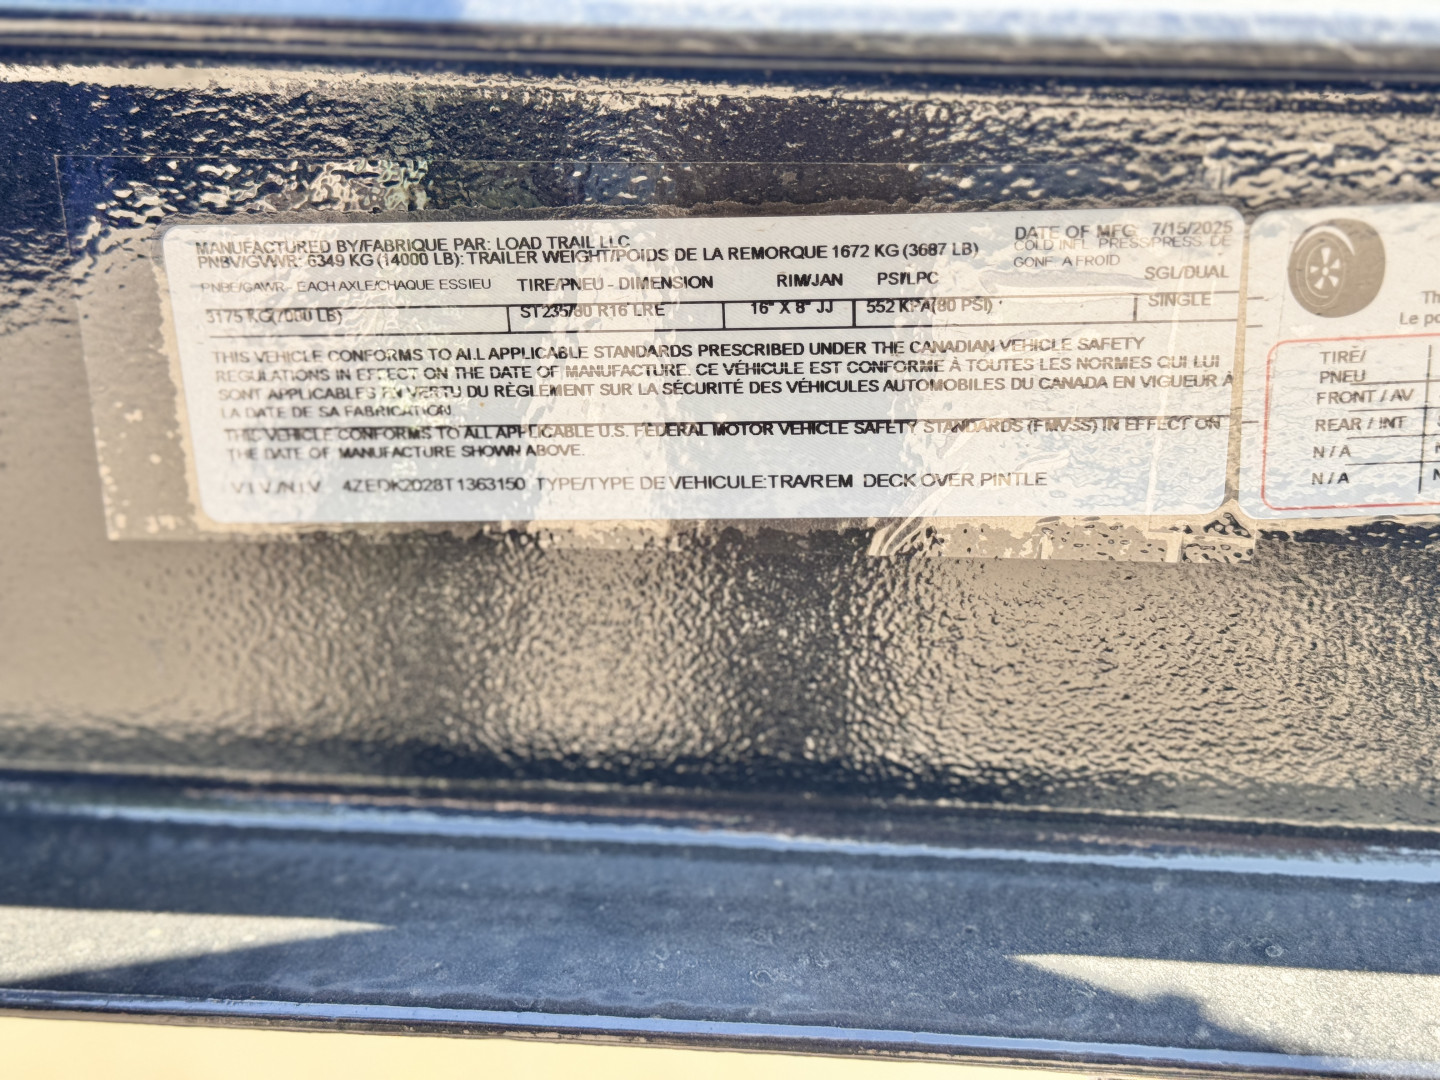 MANUFACTURED BY/FABRIQUE PAR: LOAD TRAIL LLC
DATE OF MFG 7/15/2025
PNBV/GVWR: 6349 KG (14000 LB): TRAILER WEIGHT/POIDS DE LA REMORQUE 1672 KG (3687 LB)
COLD INFL PRESS/PRESS. DE
GONF. A FROID
PNBE/GAWR - EACH AXLE/CHAQUE ESSIEU TIRE/PNEU - DIMENSION RIM/JAN PSI/LPC SGL/DUAL
3175 KG(7000 LB) ST235/80 R16 LRE 16" X 8" JJ 552 KPA(80 PSI) SINGLE
THIS VEHICLE CONFORMS TO ALL APPLICABLE STANDARDS PRESCRIBED UNDER THE CANADIAN VEHICLE SAFETY
REGULATIONS IN EFFECT ON THE DATE OF MANUFACTURE. CE VÉHICULE EST CONFORME À TOUTES LES NORMES QUI LUI
SONT APPLICABLES EN VERTU DU RÈGLEMENT SUR LA SÉCURITÉ DES VÉHICULES AUTOMOBILES DU CANADA EN VIGUEUR À
LA DATE DE SA FABRICATION
THIS VEHICLE CONFORMS TO ALL APPLICABLE U.S. FEDERAL MOTOR VEHICLE SAFETY STANDARDS (FMVSS) IN EFFECT ON
THE DATE OF MANUFACTURE SHOWN ABOVE.
V.I.V./N.I.V. TYPE/TYPE DE VEHICULE:TRA/REM DECK OVER PINTLE
Th
Le po
TIRE/
PNEU
FRONT / AV
REAR / INT
N / A
N / A